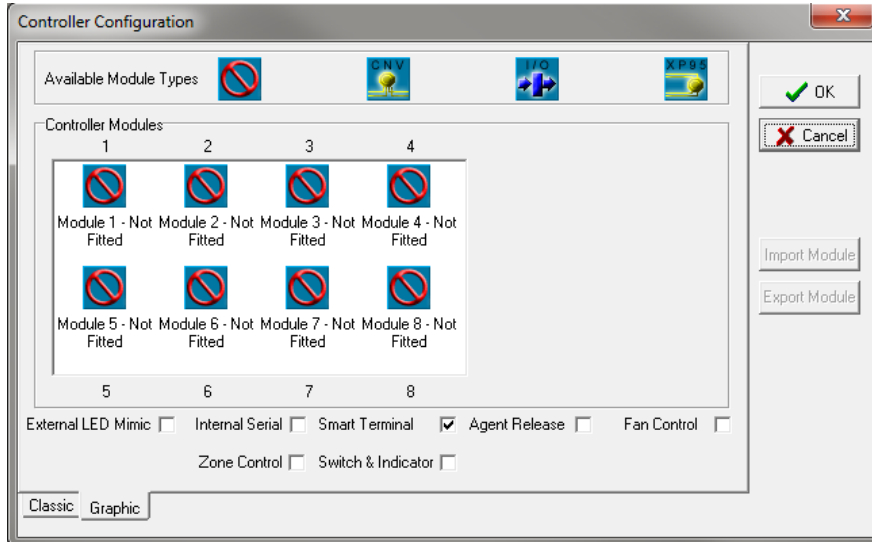 Controller Configuration
Available Module Types
CNV
I/O
XP95
OK
Cancel
Controller Modules
1 2 3 4
Module 1 - Not Fitted
Module 2 - Not Fitted
Module 3 - Not Fitted
Module 4 - Not Fitted
Module 5 - Not Fitted
Module 6 - Not Fitted
Module 7 - Not Fitted
Module 8 - Not Fitted
5 6 7 8
Import Module
Export Module
External LED Mimic Internal Serial Smart Terminal Agent Release Fan Control
Zone Control Switch & Indicator
Classic Graphic